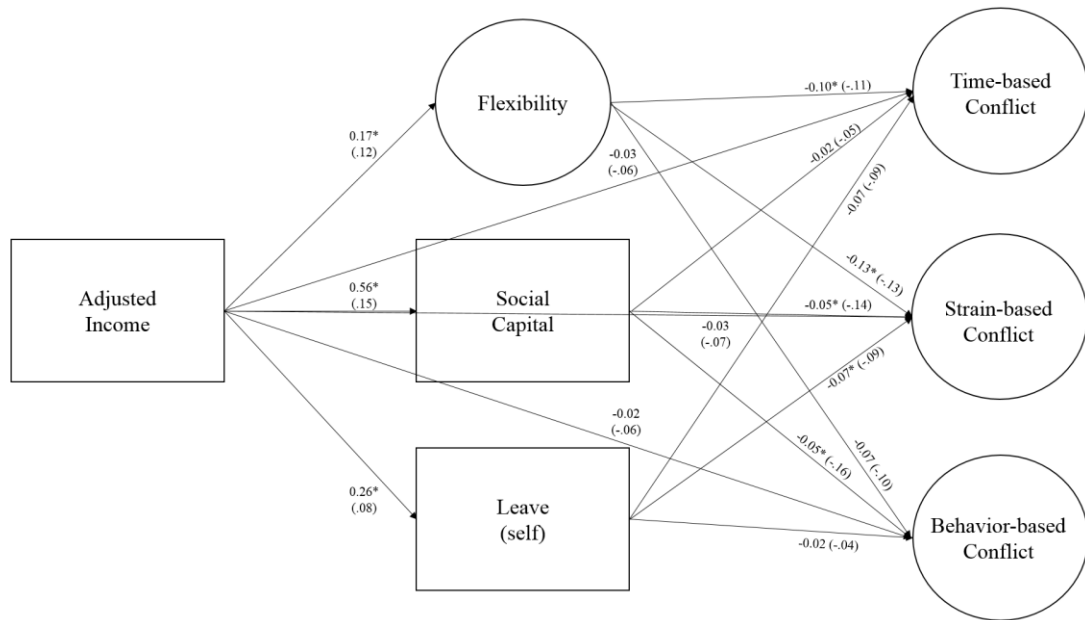 Flexibility
Time-based
Conflict
-0.10* (-.11)
0.17*
(.12)
-0.03
(-.06)
-0.02 (-.05)
-0.07 (-.09)
-0.13* (-.13)
Adjusted
Income
0.56*
(.15)
Social
Capital
-0.05* (-.14)
-0.03
(-.07)
Strain-based
Conflict
-0.07* (-.09)
-0.02
(-.06)
-0.05* (-.16)
-0.07 (-.10)
0.26*
(.08)
Leave
(self)
-0.02 (-.04)
Behavior-based
Conflict